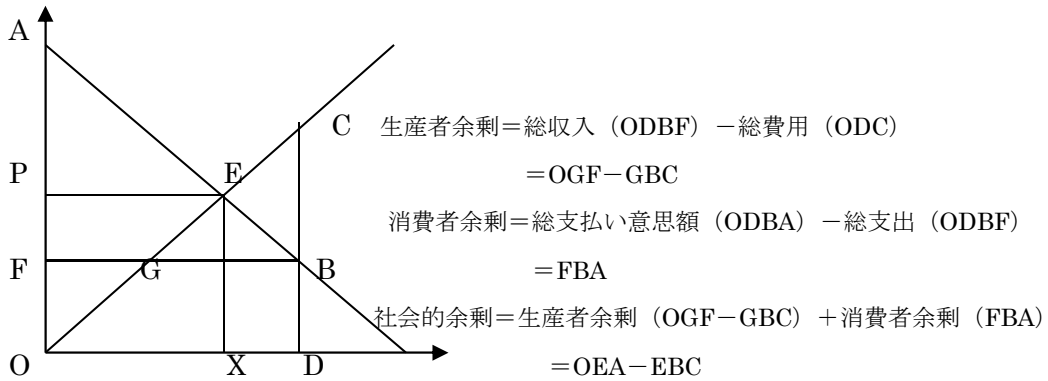 A
C
生産者余剰=総収入（ODBF）－総費用（ODC）
P
E
=OGF－GBC
消費者余剰=総支払い意思額（ODBA）－総支出（ODBF）
F
G
B
=FBA
社会的余剰=生産者余剰（OGF－GBC）＋消費者余剰（FBA）
O
X
D
=OEA－EBC